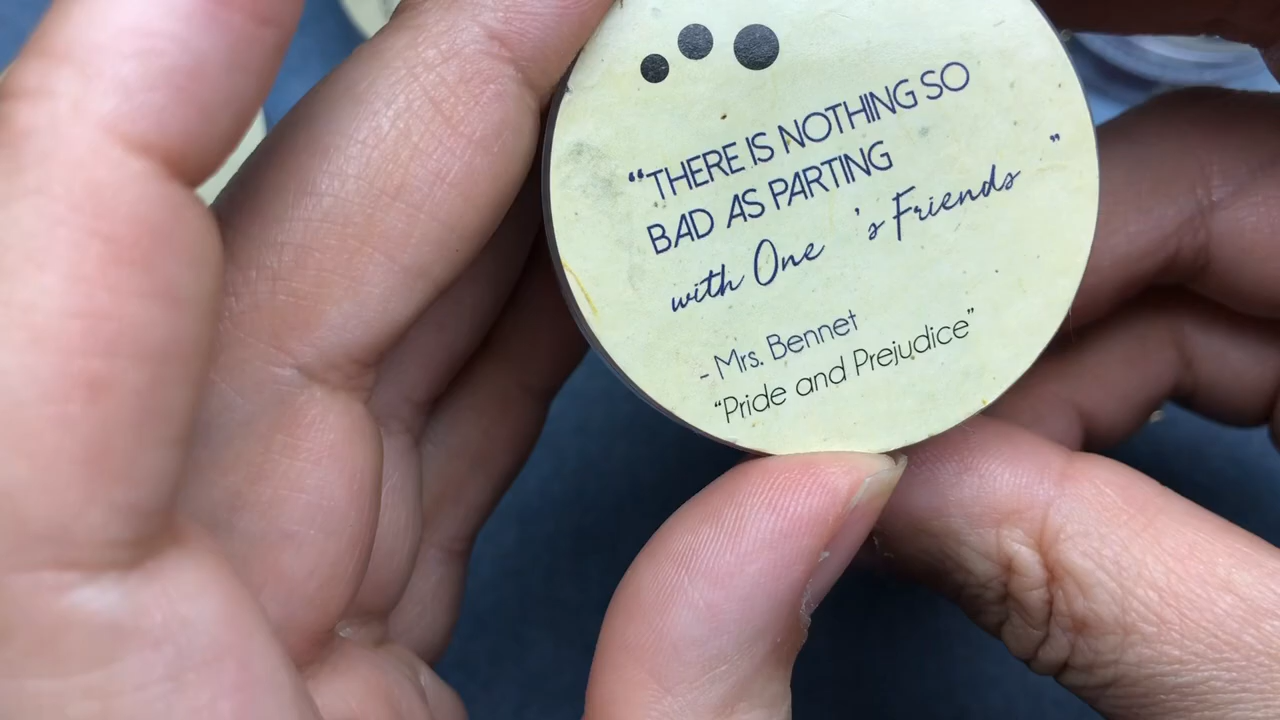 “THERE IS NOTHING SO
BAD AS PARTING
with One 's Friends ”
- Mrs. Bennet
“Pride and Prejudice”